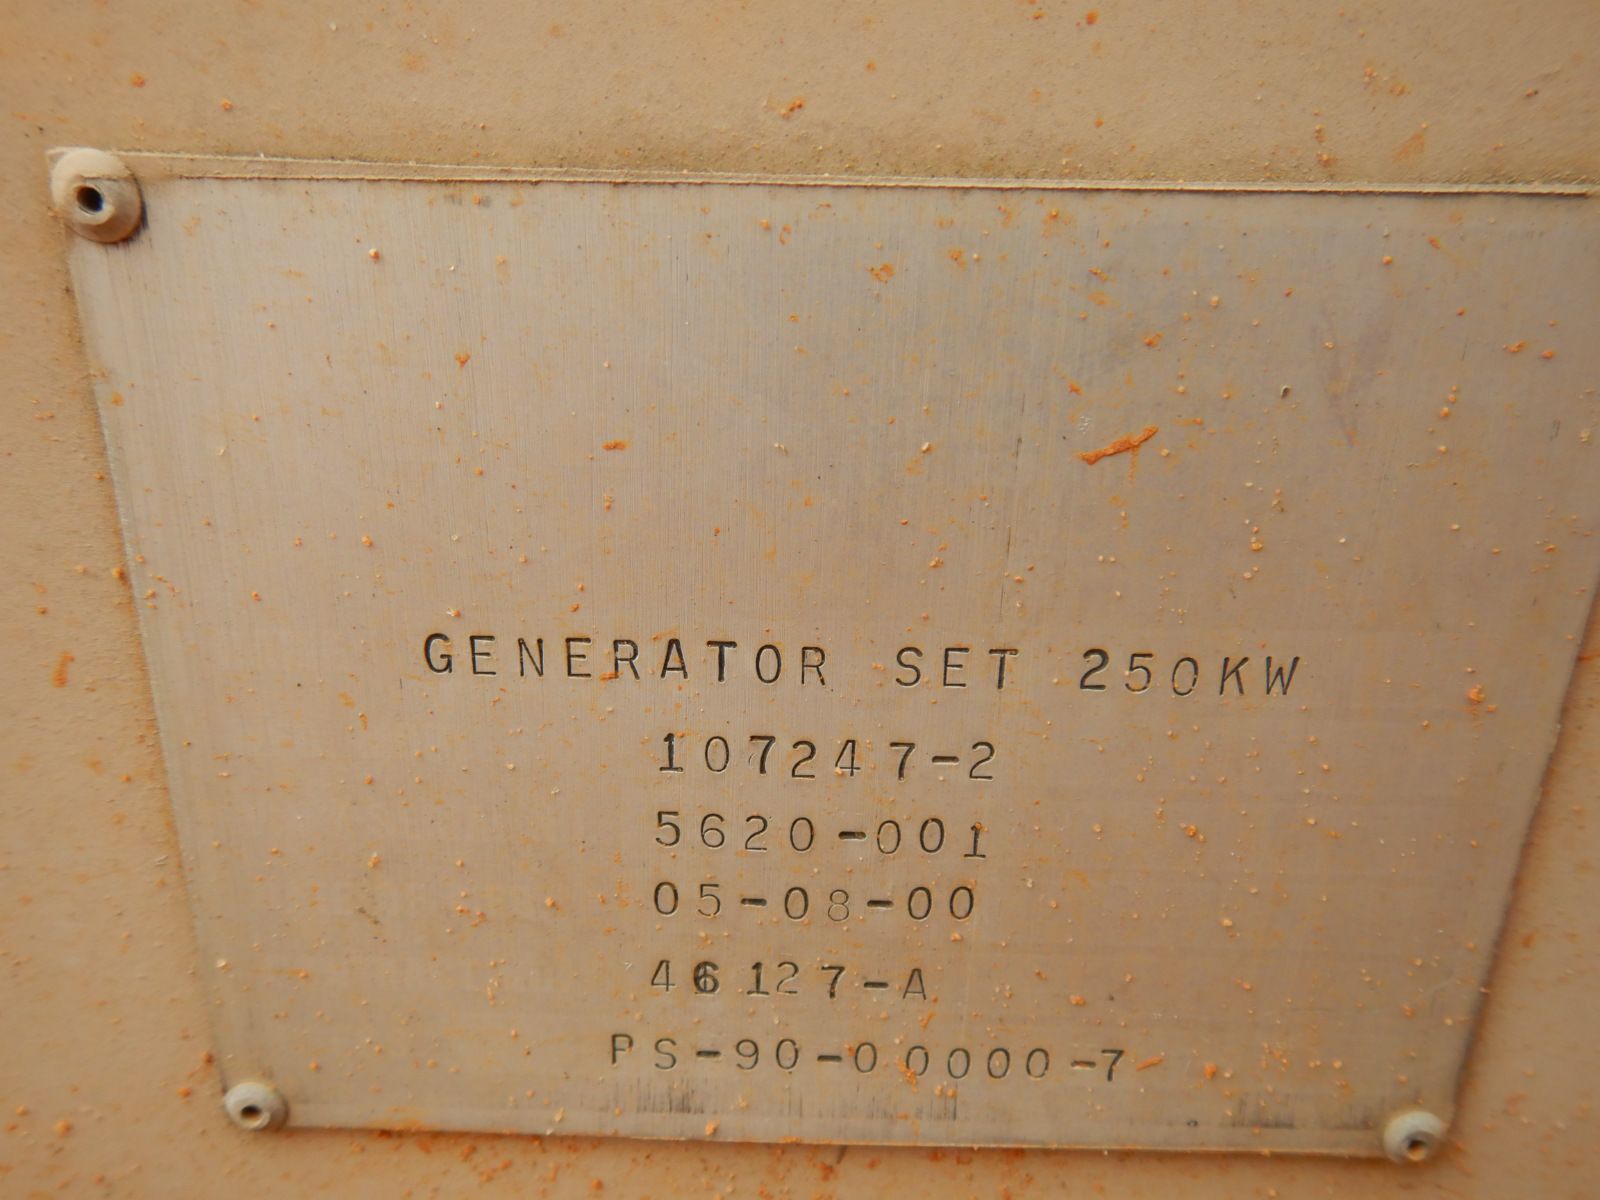 GENERATOR SET 250KW
107247-2
5620-001
05-08-00
46127-A
PS-90-00000-7